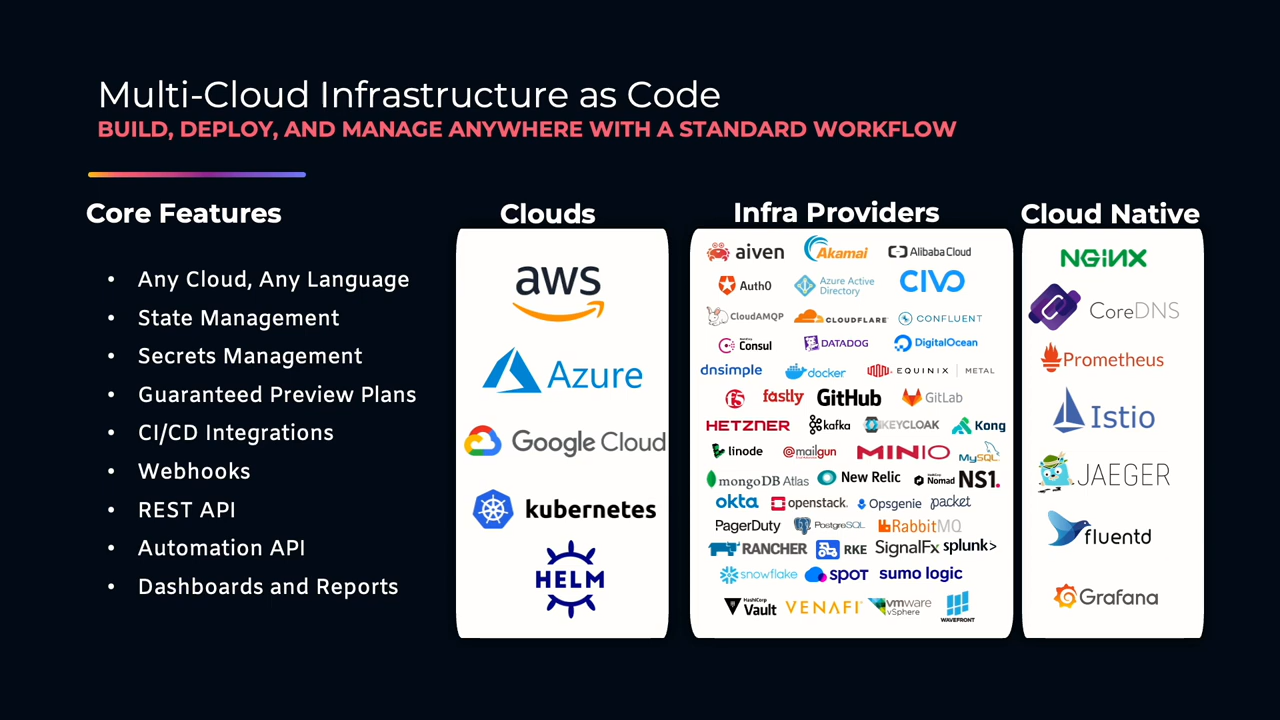 Multi-Cloud Infrastructure as Code
BUILD, DEPLOY, AND MANAGE ANYWHERE WITH A STANDARD WORKFLOW
Core Features
• Any Cloud, Any Language
• State Management
• Secrets Management
• Guaranteed Preview Plans
• CI/CD Integrations
• Webhooks
• REST API
• Automation API
• Dashboards and Reports
Clouds
aws
Azure
Google Cloud
kubernetes
HELM
Infra Providers
aiven Akamai Alibaba Cloud
Auth0 Azure Active Directory CIVO
CloudAMQP CLOUDFLARE CONFLUENT
HashiCorp Consul DATADOG DigitalOcean
dnsimple docker EQUINIX | METAL
f5 fastly GitHub GitLab
HETZNER kafka KEYCLOAK Kong
linode @mailgun MINIO MySQL
mongoDB Atlas New Relic HashiCorp Nomad NS1.
okta openstack. Opsgenie packet
PagerDuty PostgreSQL RabbitMQ
RANCHER RKE SignalFx splunk>
snowflake spot sumo logic
HashiCorp Vault VENAFI vmware vSphere WAVEFRONT
Cloud Native
NGINX
CoreDNS
Prometheus
Istio
JAEGER
fluentd
Grafana